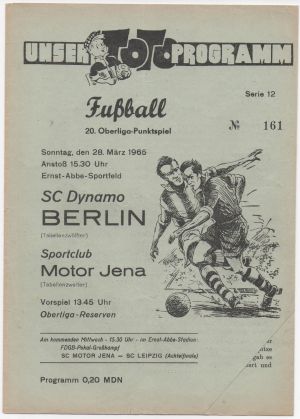 UNSER TOTO PROGRAMM
Serie 12
Fußball
20. Oberliga-Punktspiel
№ 161
Sonntag, den 28. März 1965
Anstoß 15.30 Uhr
Ernst-Abbe-Sportfeld
SC Dynamo
BERLIN
(Tabellenzwölfter)
Sportclub
Motor Jena
(Tabellenzweiter)
Vorspiel 13.45 Uhr
Oberliga-Reserven
Am kommenden Mittwoch - 15.30 Uhr - im Ernst-Abbe-Stadion:
FDGB-Pokal-Großkampf
SC MOTOR JENA — SC LEIPZIG (Achtelfinale)
Programm 0,20 MDN